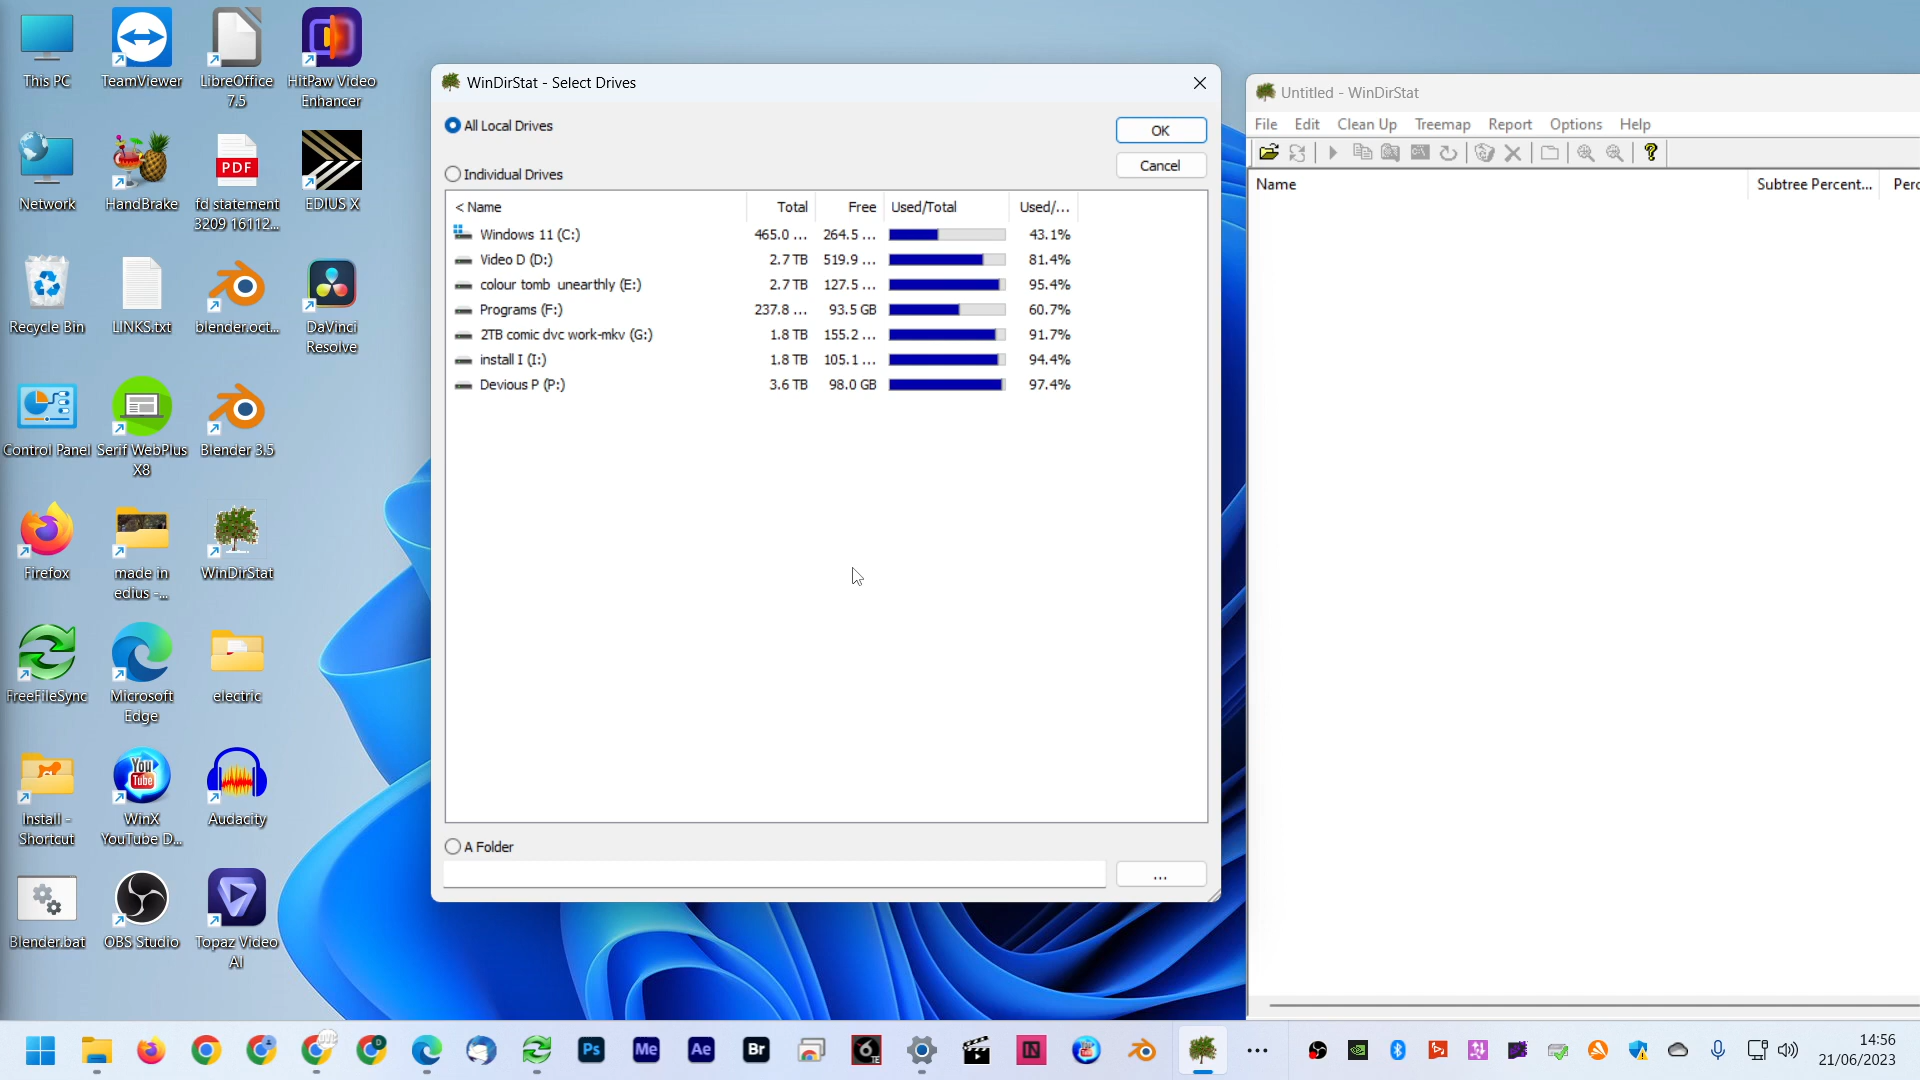 This PC
TeamViewer
LibreOffice
7.5
HitPaw Video
Enhancer
Network
HandBrake
PDF
fd statement
3209 16112...
EDIUS X
Recycle Bin
LINKS.txt
blender.oct...
DaVinci
Resolve
Control Panel
Serif WebPlus
X8
Blender 3.5
Firefox
made in
edius -...
WinDirStat
FreeFileSync
Microsoft
Edge
electric
Install -
Shortcut
You
Tube
WinX
YouTube D...
Audacity
Blender.bat
OBS Studio
Topaz Video
AI
WinDirStat - Select Drives
All Local Drives
OK
Individual Drives
Cancel
< Name Total Free Used/Total Used/...
Windows 11 (C:) 465.0 ... 264.5 ... 43.1%
Video D (D:) 2.7 TB 519.9 ... 81.4%
colour tomb unearthly (E:) 2.7 TB 127.5 ... 95.4%
Programs (F:) 237.8 ... 93.5 GB 60.7%
2TB comic dvc work-mkv (G:) 1.8 TB 155.2 ... 91.7%
install I (I:) 1.8 TB 105.1 ... 94.4%
Devious P (P:) 3.6 TB 98.0 GB 97.4%
A Folder
...
Untitled - WinDirStat
File Edit Clean Up Treemap Report Options Help
Name Subtree Percent... Perc
Ps
Me
Ae
Br
14:56
21/06/2023